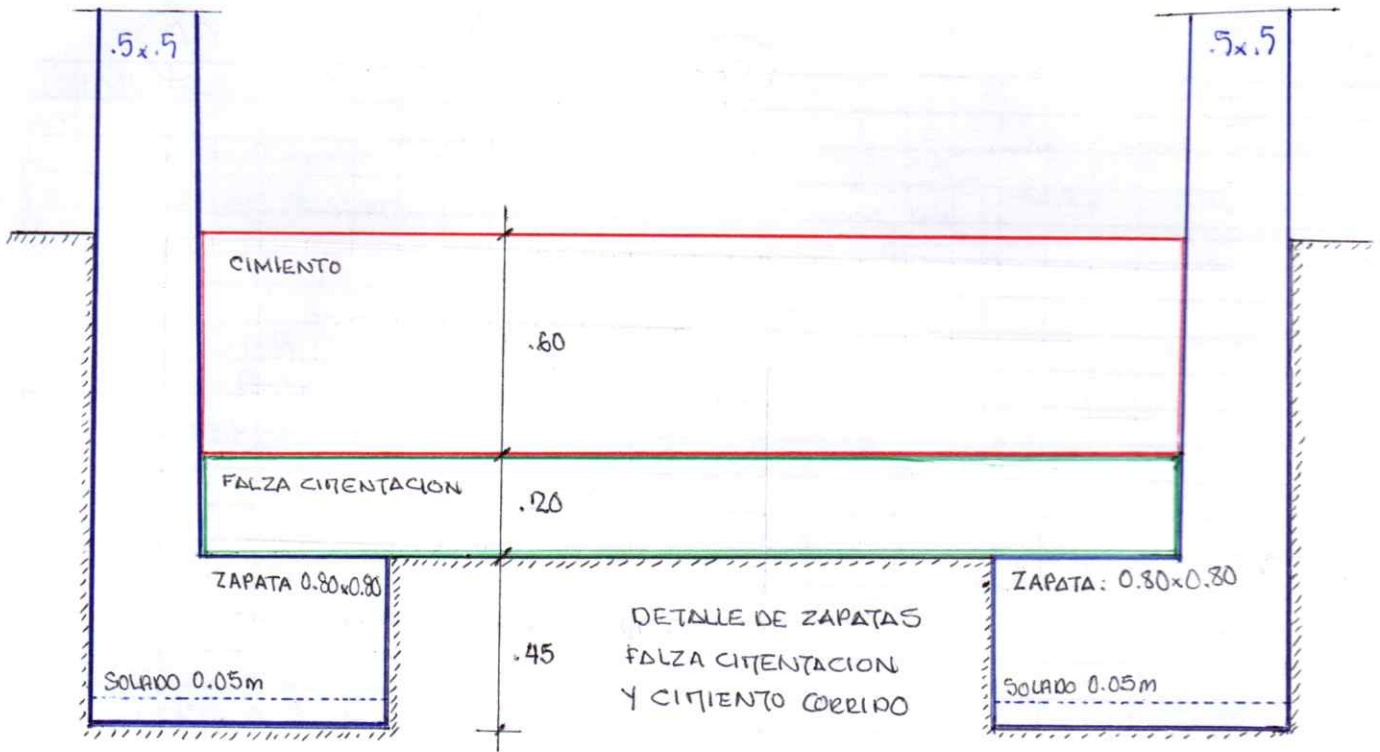 .5x.5
.5x.5
CIMIENTO
.60
FALZA CIMENTACION
.20
ZAPATA 0.80x0.80
ZAPATA: 0.80x0.80
DETALLE DE ZAPATAS
FALZA CIMENTACION
Y CIMIENTO CORRIDO
.45
SOLADO 0.05m
SOLADO 0.05m